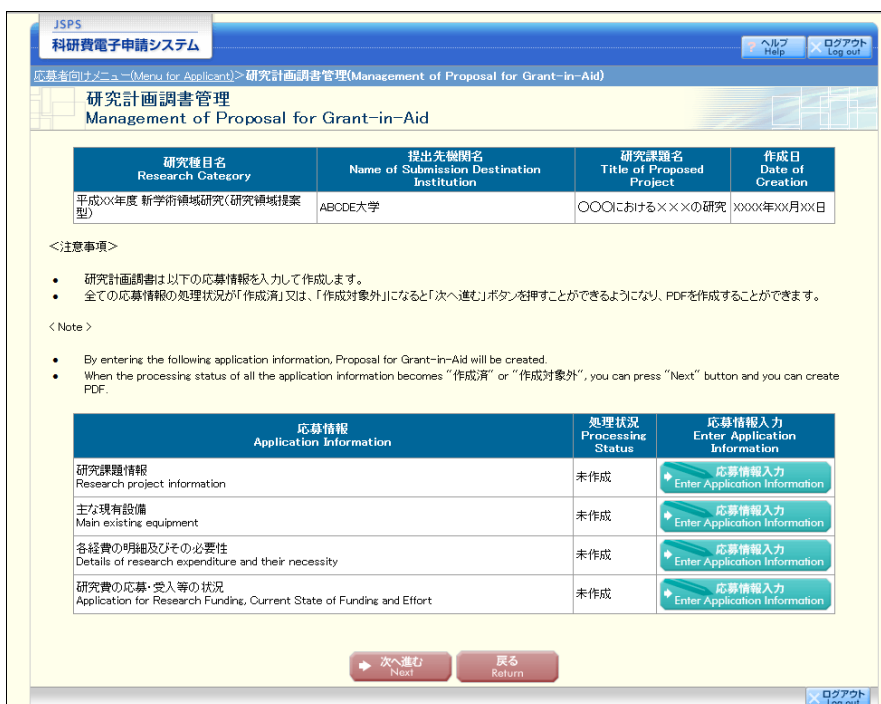 JSPS
科研費電子申請システム
ヘルプ
Help
ログアウト
Log out
応募者向けメニュー(Menu for Applicant)>研究計画調書管理(Management of Proposal for Grant-in-Aid)
研究計画調書管理
Management of Proposal for Grant-in-Aid
研究種目名
Research Category
提出先機関名
Name of Submission Destination
Institution
研究課題名
Title of Proposed
Project
作成日
Date of
Creation
平成××年度 新学術領域研究(研究領域提案
型)
ABCDE大学
○○○における×××の研究
XXXX年XX月XX日
<注意事項>
• 研究計画調書は以下の応募情報を入力して作成します。
• 全ての応募情報の処理状況が「作成済」又は、「作成対象外」になると「次へ進む」ボタンを押すことができるようになり、PDFを作成することができます。
< Note >
• By entering the following application information, Proposal for Grant-in-Aid will be created.
• When the processing status of all the application information becomes "作成済" or "作成対象外", you can press "Next" button and you can create
PDF.
応募情報
Application Information
処理状況
Processing
Status
応募情報入力
Enter Application
Information
研究課題情報
Research project information
未作成
応募情報入力
Enter Application Information
主な現有設備
Main existing equipment
未作成
応募情報入力
Enter Application Information
各経費の明細及びその必要性
Details of research expenditure and their necessity
未作成
応募情報入力
Enter Application Information
研究費の応募・受入等の状況
Application for Research Funding, Current State of Funding and Effort
未作成
応募情報入力
Enter Application Information
次へ進む
Next
戻る
Return
ログアウト
Log out